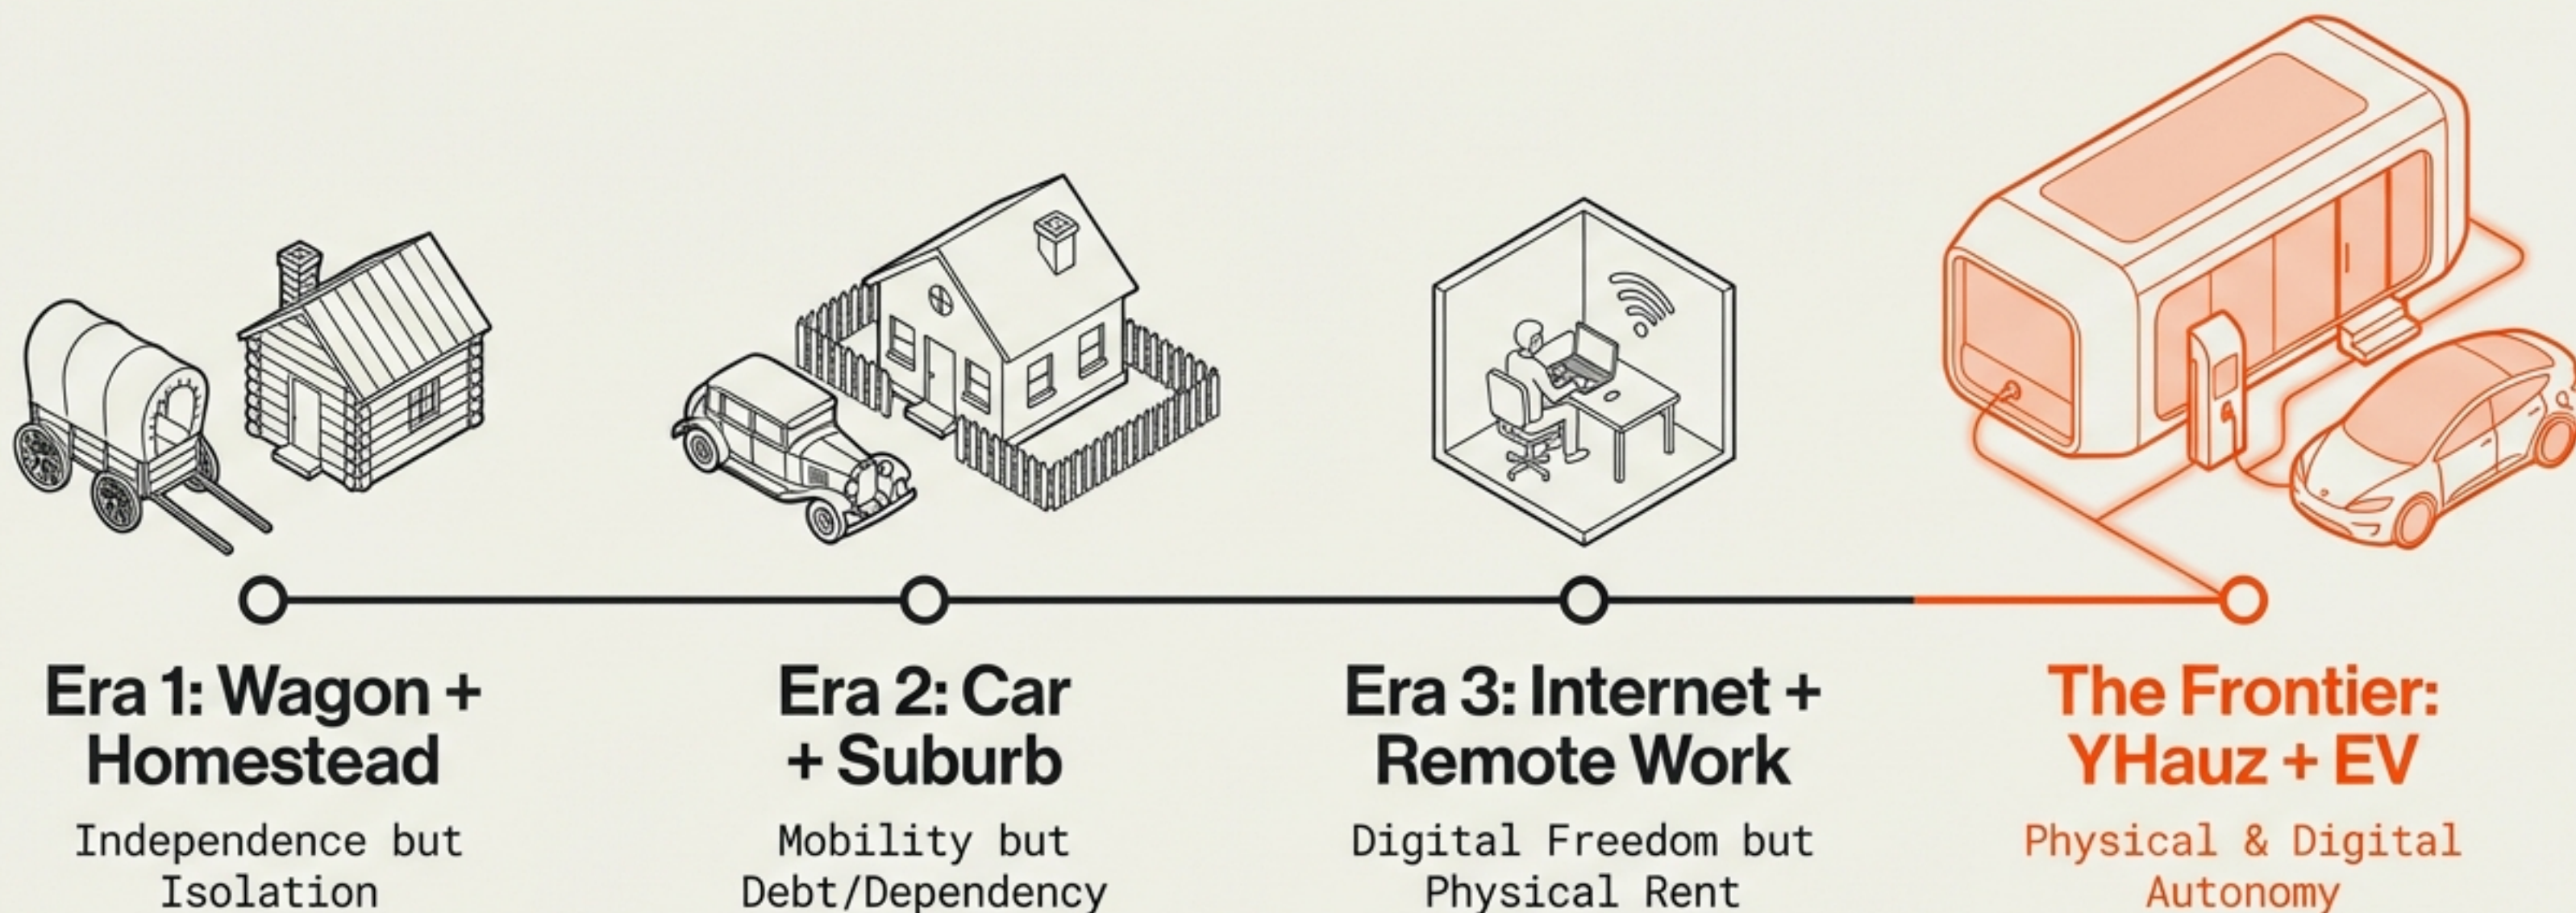 Era 1: Wagon +
Homestead
Independence but
Isolation
Era 2: Car
+ Suburb
Mobility but
Debt/Dependency
Era 3: Internet +
Remote Work
Digital Freedom but
Physical Rent
The Frontier:
YHauz + EV
Physical & Digital
Autonomy